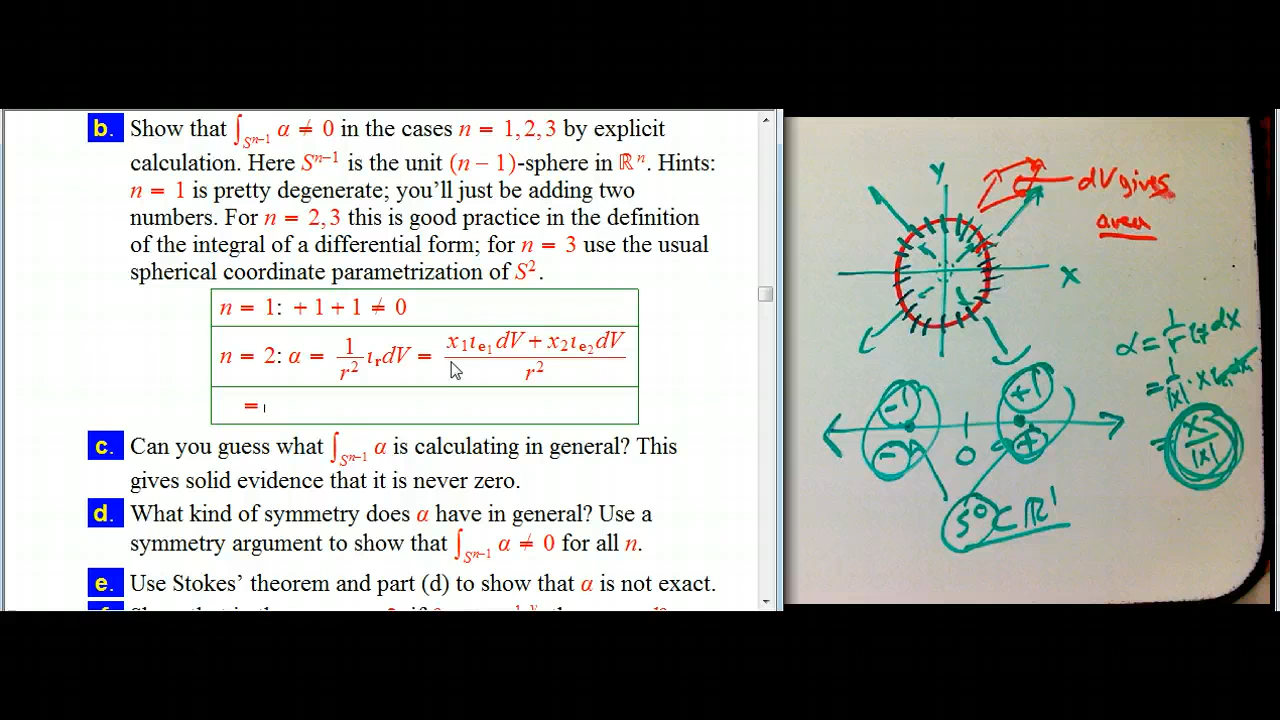 b. Show that ∫_{Sⁿ⁻¹} α ≠ 0 in the cases n = 1, 2, 3 by explicit
calculation. Here Sⁿ⁻¹ is the unit (n − 1)-sphere in ℝⁿ. Hints:
n = 1 is pretty degenerate; you'll just be adding two
numbers. For n = 2, 3 this is good practice in the definition
of the integral of a differential form; for n = 3 use the usual
spherical coordinate parametrization of S².
n = 1: + 1 + 1 ≠ 0
n = 2: α = 1/r² ι_r dV = (x₁ι_{e₁} dV + x₂ι_{e₂} dV)/r²
=
c. Can you guess what ∫_{Sⁿ⁻¹} α is calculating in general? This
gives solid evidence that it is never zero.
d. What kind of symmetry does α have in general? Use a
symmetry argument to show that ∫_{Sⁿ⁻¹} α ≠ 0 for all n.
e. Use Stokes' theorem and part (d) to show that α is not exact.
y
dV gives
area
x
-1
+1
-
0
+
S⁰ ⊂ ℝ¹
x/|x|